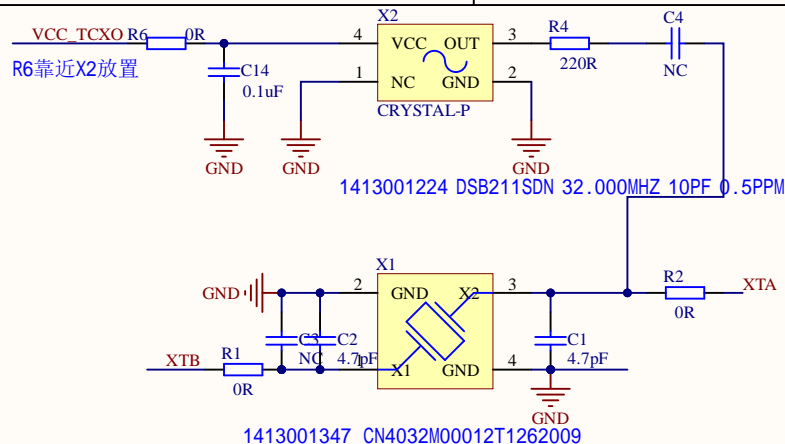 X2
VCC_TCXO R6 0R
4 VCC OUT 3
R4
220R
C4
NC
R6靠近X2放置
C14
0.1uF
1 NC GND 2
CRYSTAL-P
GND GND GND
1413001224 DSB211SDN 32.000MHZ 10PF 0.5PPM
X1
GND 2 GND X2 3
R2
0R
XTA
C3
NC
C2
4.7pF
C1
4.7pF
XTB R1
0R
1 X1 GND 4
GND
1413001347 CN4032M00012T1262009